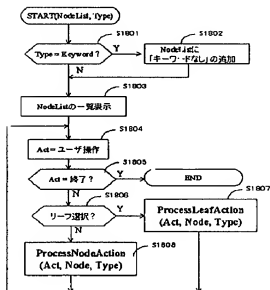 START(NodeList, Type)
S1801
Type = Keyword?
Y
S1802
NodeListに
「キーワードなし」の追加
N
S1803
NodeListの一覧表示
S1804
Act=ユーザ操作
S1805
Act=終了?
Y
END
N
S1806
リーフ選択?
Y
S1807
ProcessLeafAction
(Act, Node, Type)
N
ProcessNodeAction
(Act, Node, Type)
S1808